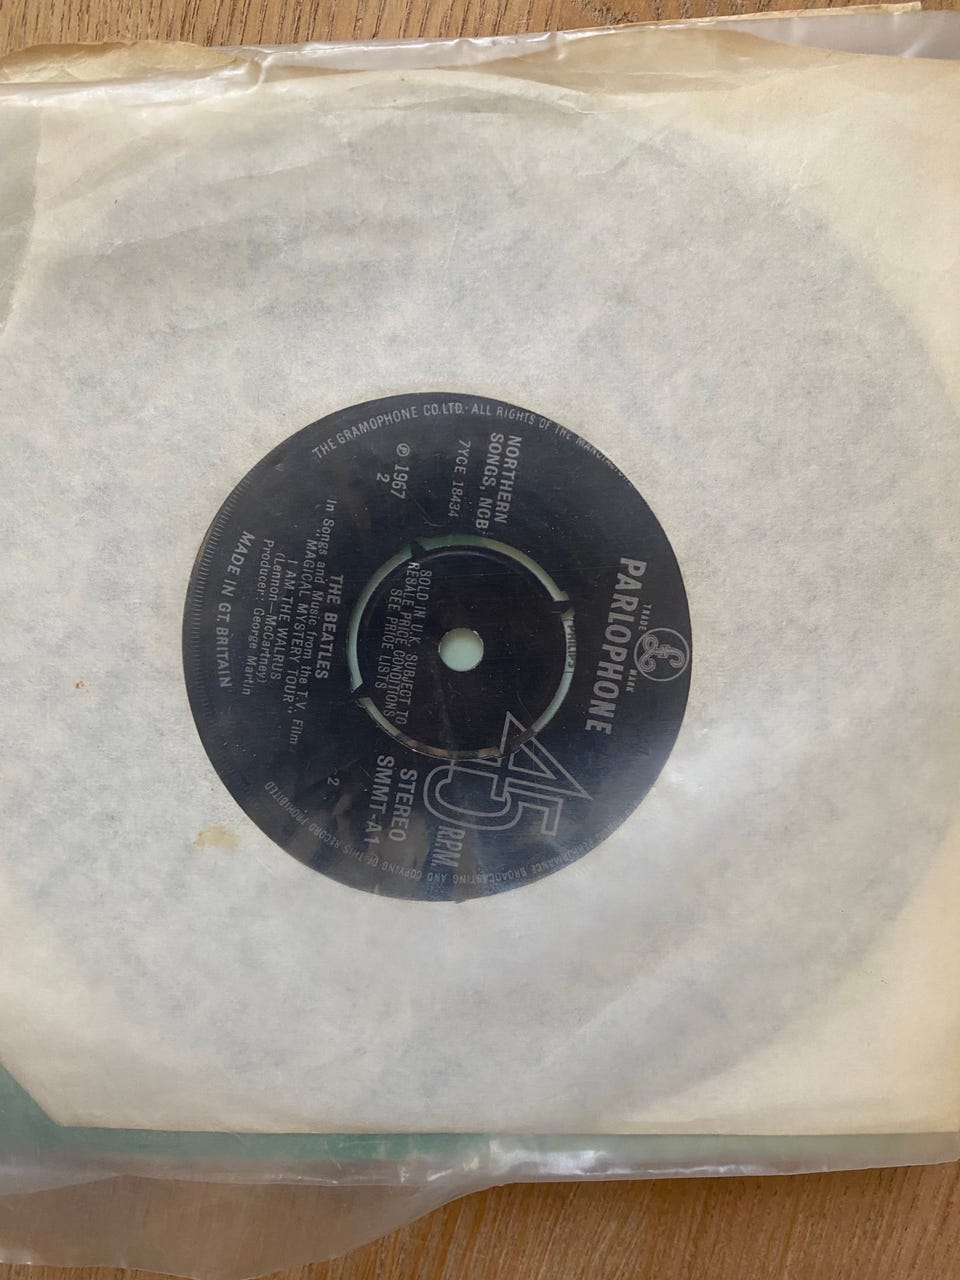 THE GRAMOPHONE CO.LTD. ALL RIGHTS OF THE
TRADE MARK
PARLOPHONE
NORTHERN
SONGS, NCB
7YCE 18434
℗ 1967
2
45
R.P.M.
STEREO
SMMT-A1
2
PHILIPS
SOLD IN U.K. SUBJECT TO
RESALE PRICE CONDITIONS
SEE PRICE LISTS
THE BEATLES
In Songs and Music from the T.V. Film
"MAGICAL MYSTERY TOUR";
I AM THE WALRUS
(Lennon—McCartney)
Producer: George Martin
MADE IN GT. BRITAIN
PERFORMANCE BROADCASTING AND COPYING OF THIS RECORD PROHIBITED